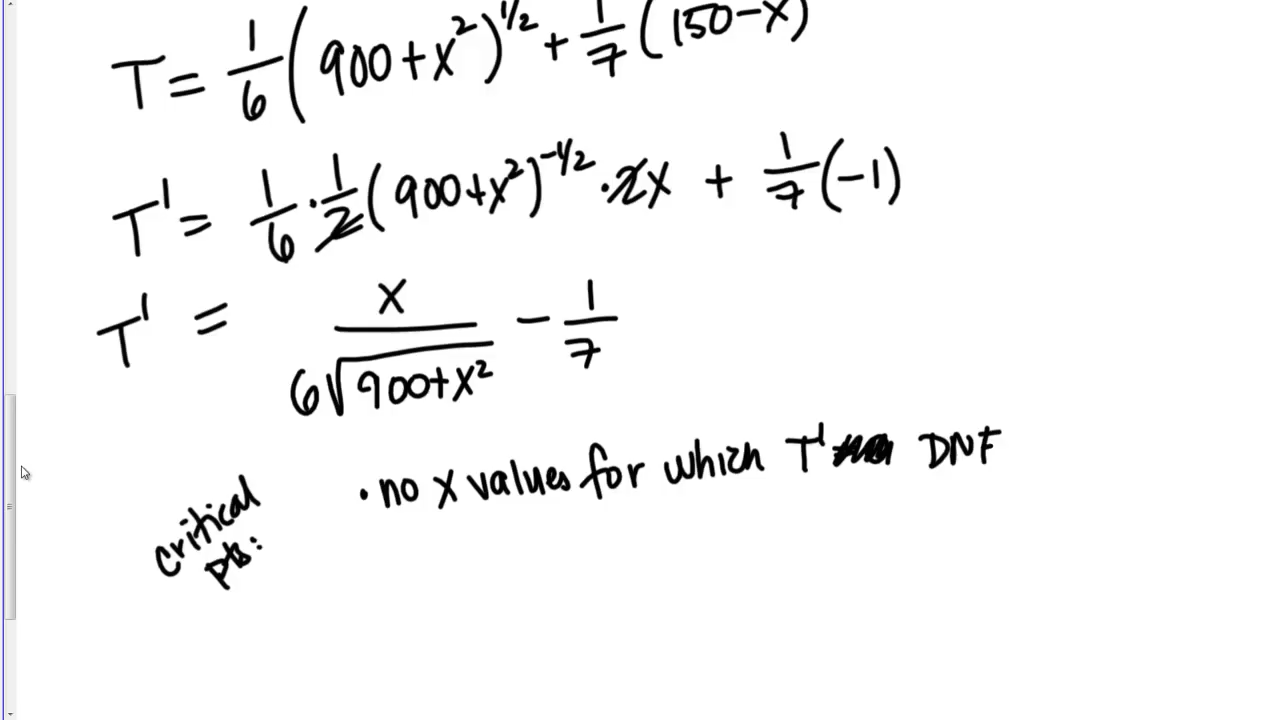 T = 1/6 (900 + x²)^1/2 + 1/7 (150 − x)
T' = 1/6 · 1/2 (900 + x²)^−1/2 · 2x + 1/7 (−1)
T' = x / 6√900 + x² − 1/7
critical pts:
• no x values for which T' DNE